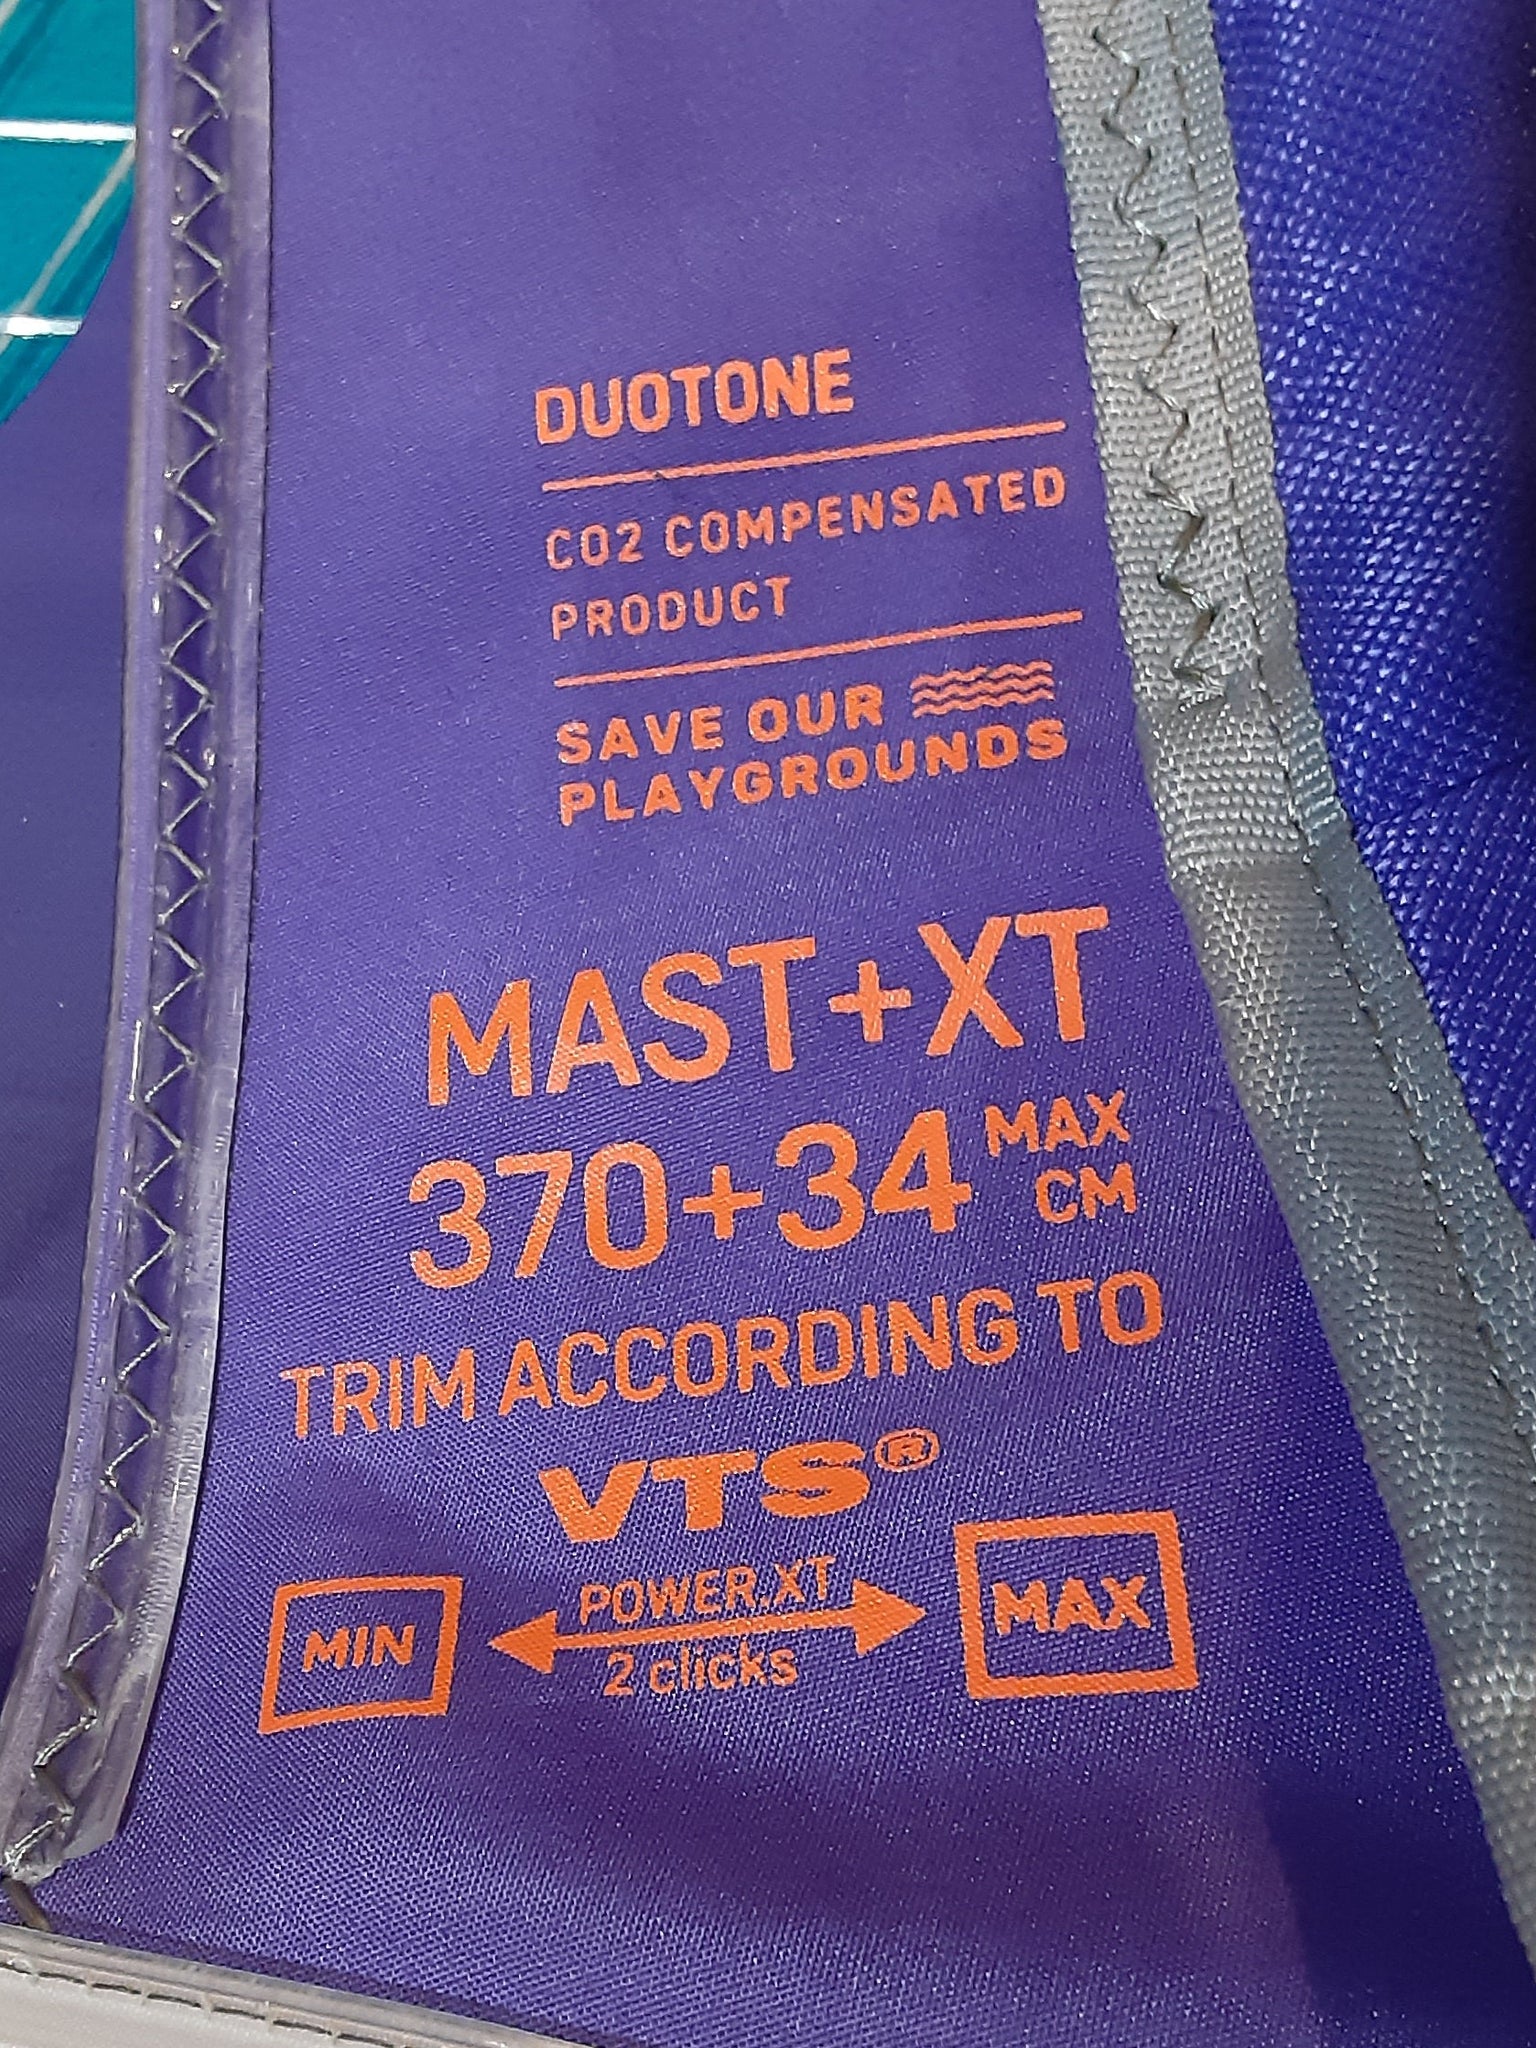 DUOTONE
CO2 COMPENSATED
PRODUCT
SAVE OUR
PLAYGROUNDS
MAST+XT
370+34 MAX CM
TRIM ACCORDING TO
VTS®
MIN POWER.XT MAX
2 clicks